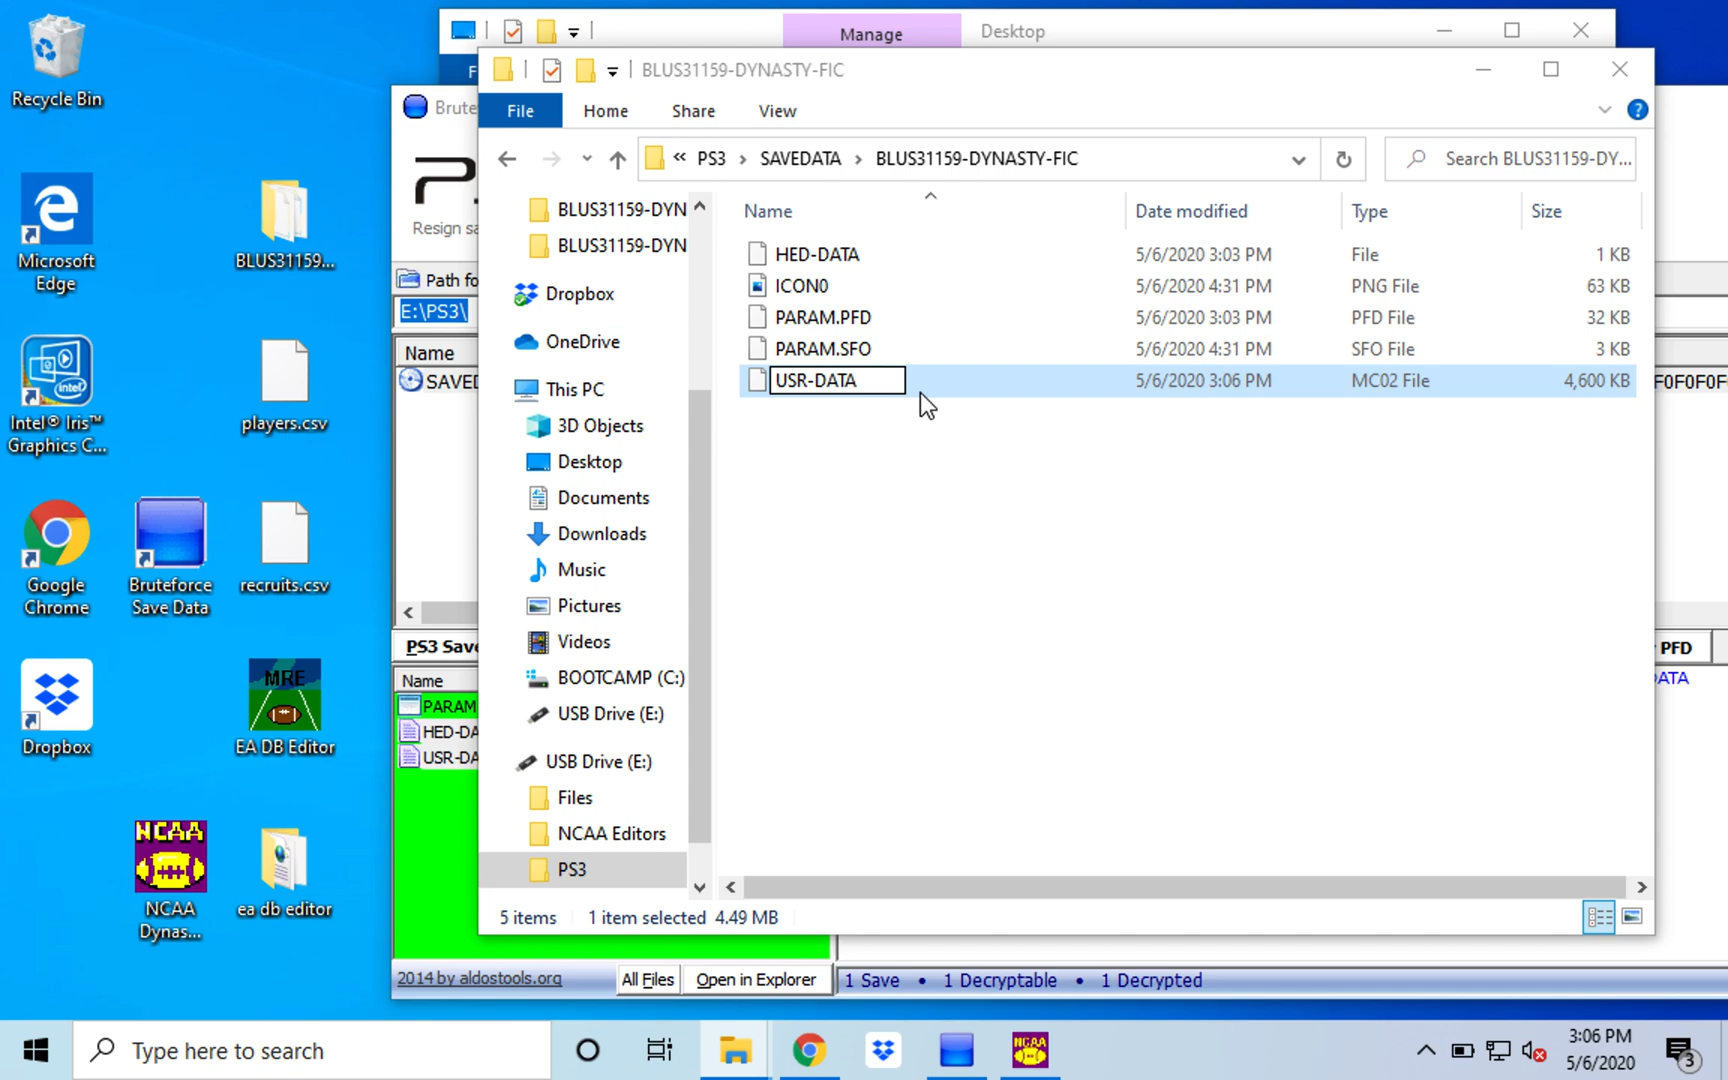 Recycle Bin
Microsoft
Edge
Intel® Iris™
Graphics C...
Google
Chrome
Dropbox
Bruteforce
Save Data
NCAA
NCAA
Dynas...
BLUS31159...
players.csv
recruits.csv
MRE
EA DB Editor
ea db editor
Manage
Desktop
F
Brute
Resign sa
Path fo
E:\PS3\
Name
SAVED
PS3 Save
Name
PARAM
HED-DA
USR-DA
BLUS31159-DYNASTY-FIC
File
Home
Share
View
« PS3 › SAVEDATA › BLUS31159-DYNASTY-FIC
Search BLUS31159-DY...
BLUS31159-DYN
BLUS31159-DYN
Dropbox
OneDrive
This PC
3D Objects
Desktop
Documents
Downloads
Music
Pictures
Videos
BOOTCAMP (C:)
USB Drive (E:)
USB Drive (E:)
Files
NCAA Editors
PS3
Name Date modified Type Size
HED-DATA 5/6/2020 3:03 PM File 1 KB
ICON0 5/6/2020 4:31 PM PNG File 63 KB
PARAM.PFD 5/6/2020 3:03 PM PFD File 32 KB
PARAM.SFO 5/6/2020 4:31 PM SFO File 3 KB
USR-DATA 5/6/2020 3:06 PM MC02 File 4,600 KB
5 items 1 item selected 4.49 MB
F0F0F0F
PFD
DATA
2014 by aldostools.org
All Files
Open in Explorer
1 Save • 1 Decryptable • 1 Decrypted
Type here to search
NCAA
3:06 PM
5/6/2020
3